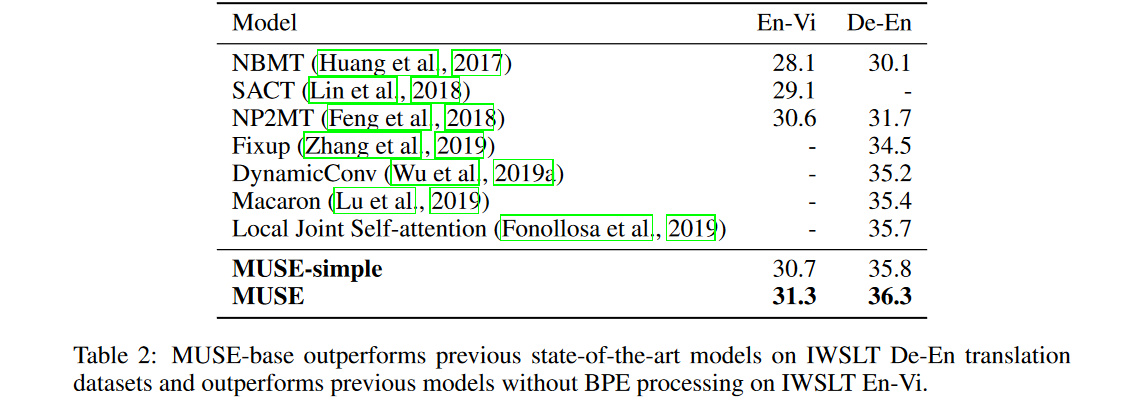 Model En-Vi De-En
NBMT (Huang et al., 2017) 28.1 30.1
SACT (Lin et al., 2018) 29.1 -
NP2MT (Feng et al., 2018) 30.6 31.7
Fixup (Zhang et al., 2019) - 34.5
DynamicConv (Wu et al., 2019a) - 35.2
Macaron (Lu et al., 2019) - 35.4
Local Joint Self-attention (Fonollosa et al., 2019) - 35.7
MUSE-simple 30.7 35.8
MUSE 31.3 36.3
Table 2: MUSE-base outperforms previous state-of-the-art models on IWSLT De-En translation
datasets and outperforms previous models without BPE processing on IWSLT En-Vi.